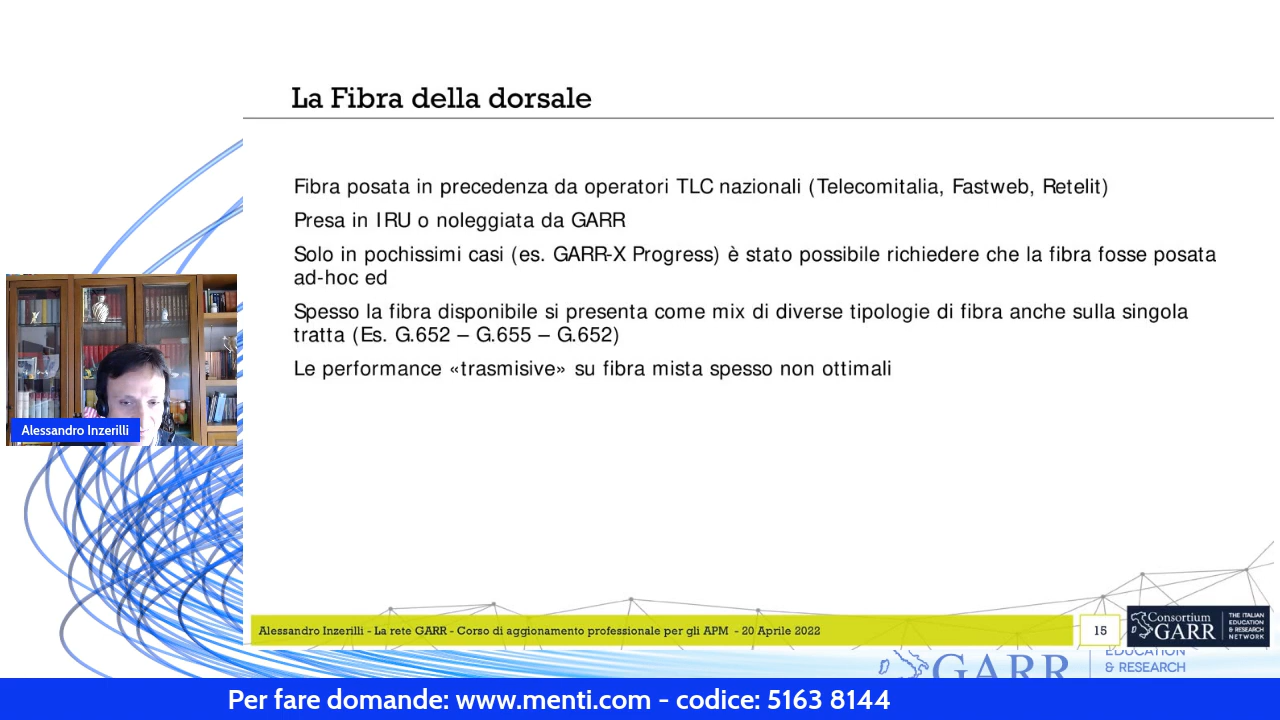 La Fibra della dorsale
Fibra posata in precedenza da operatori TLC nazionali (Telecomitalia, Fastweb, Retelit)
Presa in IRU o noleggiata da GARR
Solo in pochissimi casi (es. GARR-X Progress) è stato possibile richiedere che la fibra fosse posata
ad-hoc ed
Spesso la fibra disponibile si presenta come mix di diverse tipologie di fibra anche sulla singola
tratta (Es. G.652 – G.655 – G.652)
Le performance «trasmisive» su fibra mista spesso non ottimali
Alessandro Inzerilli
Alessandro Inzerilli - La rete GARR - Corso di aggionamento professionale per gli APM - 20 Aprile 2022
15
Consortium
GARR
THE ITALIAN
EDUCATION
& RESEARCH
NETWORK
GARR
EDUCATION
& RESEARCH
Per fare domande: www.menti.com - codice: 5163 8144